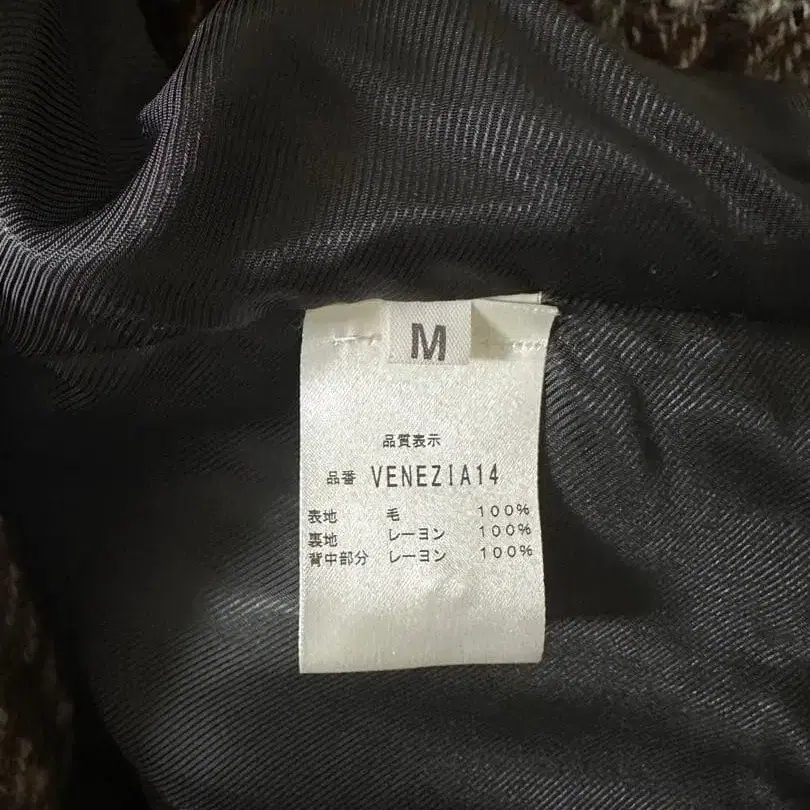 M
品質表示
品番 VENEZIA14
表地 毛 100%
裏地 レーヨン 100%
背中部分 レーヨン 100%